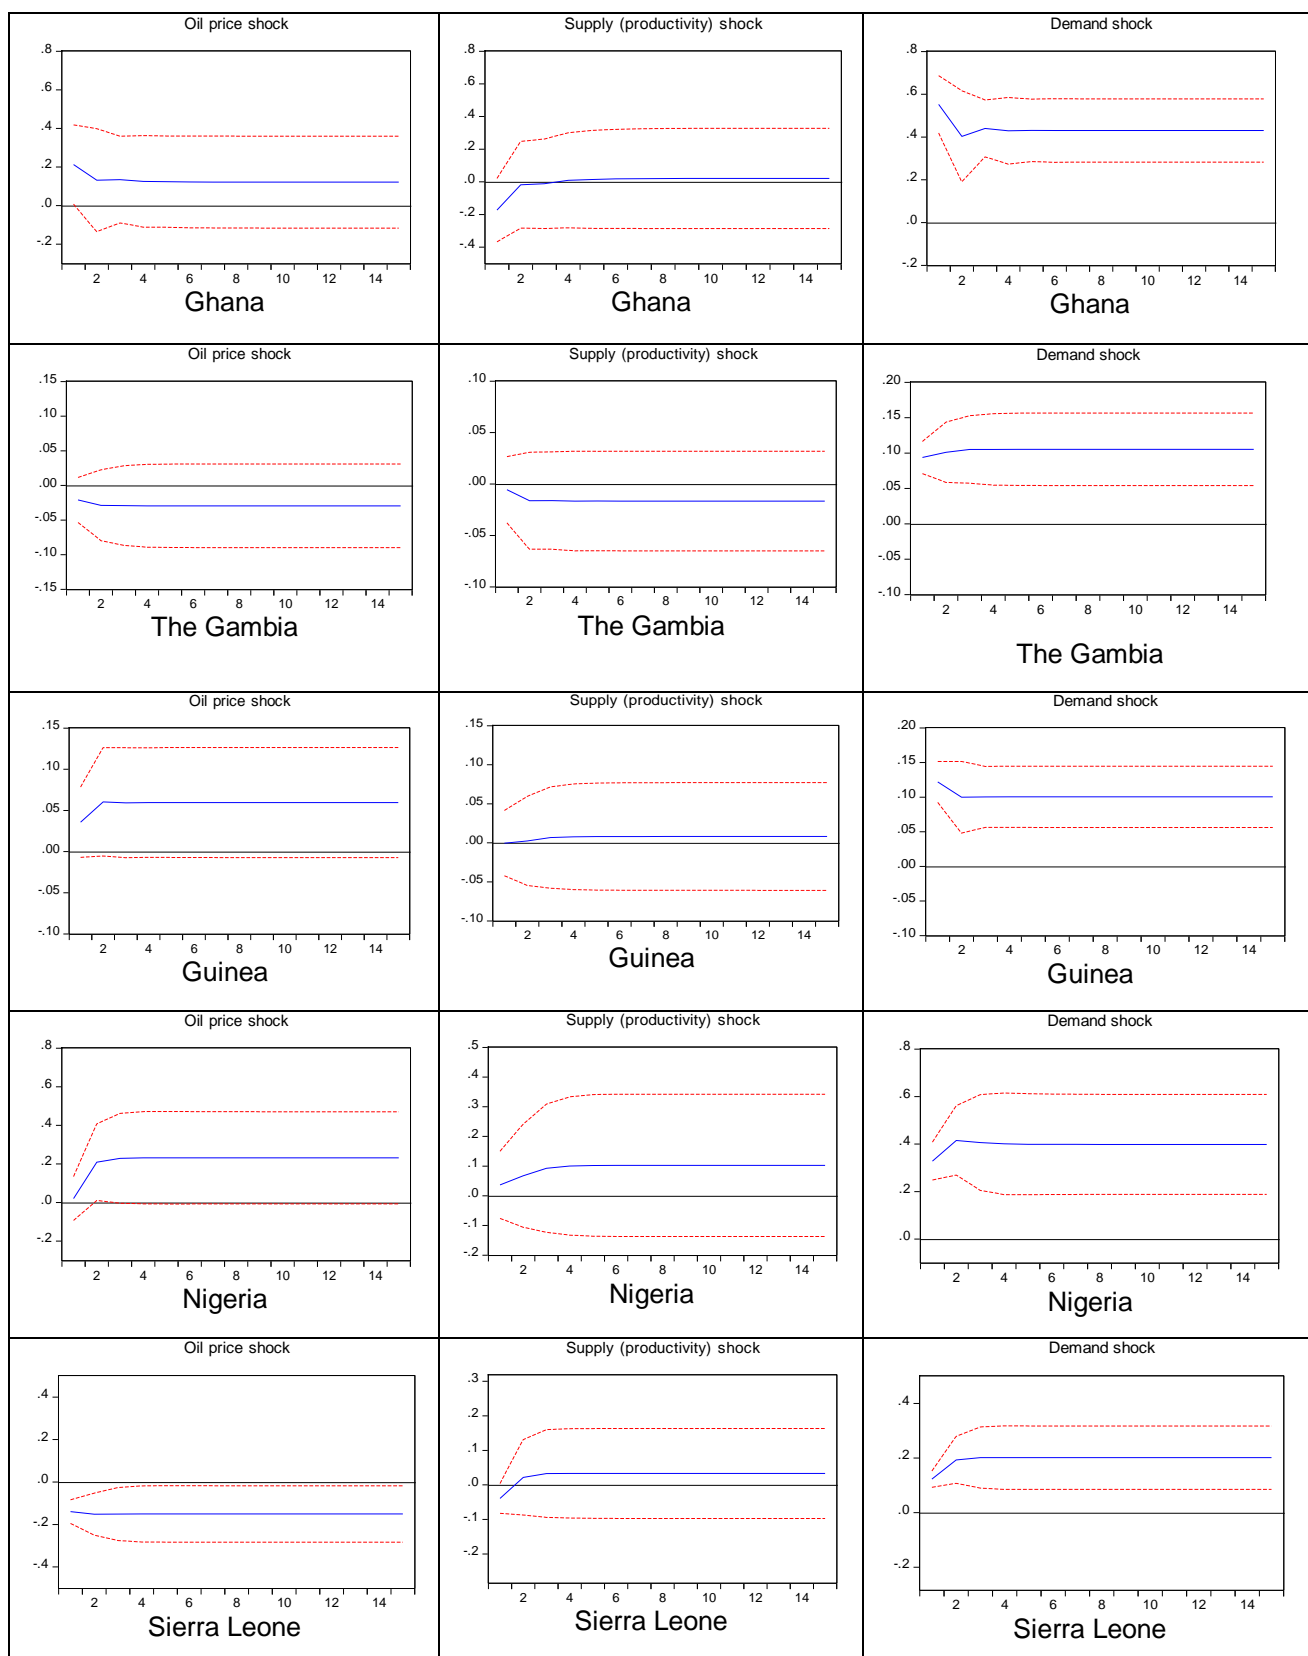 Oil price shock
.8
.6
.4
.2
.0
-.2
2 4 6 8 10 12 14
Ghana
Supply (productivity) shock
.8
.6
.4
.2
.0
-.2
-.4
2 4 6 8 10 12 14
Ghana
Demand shock
.8
.6
.4
.2
.0
-.2
2 4 6 8 10 12 14
Ghana
Oil price shock
.15
.10
.05
.00
-.05
-.10
-.15
2 4 6 8 10 12 14
The Gambia
Supply (productivity) shock
.10
.05
.00
-.05
-.10
2 4 6 8 10 12 14
The Gambia
Demand shock
.20
.15
.10
.05
.00
-.05
-.10
2 4 6 8 10 12 14
The Gambia
Oil price shock
.15
.10
.05
.00
-.05
-.10
2 4 6 8 10 12 14
Guinea
Supply (productivity) shock
.15
.10
.05
.00
-.05
-.10
2 4 6 8 10 12 14
Guinea
Demand shock
.20
.15
.10
.05
.00
-.05
-.10
2 4 6 8 10 12 14
Guinea
Oil price shock
.8
.6
.4
.2
.0
-.2
2 4 6 8 10 12 14
Nigeria
Supply (productivity) shock
.5
.4
.3
.2
.1
.0
-.1
-.2
2 4 6 8 10 12 14
Nigeria
Demand shock
.8
.6
.4
.2
.0
2 4 6 8 10 12 14
Nigeria
Oil price shock
.4
.2
.0
-.2
-.4
2 4 6 8 10 12 14
Sierra Leone
Supply (productivity) shock
.3
.2
.1
.0
-.1
-.2
2 4 6 8 10 12 14
Sierra Leone
Demand shock
.4
.2
.0
-.2
2 4 6 8 10 12 14
Sierra Leone